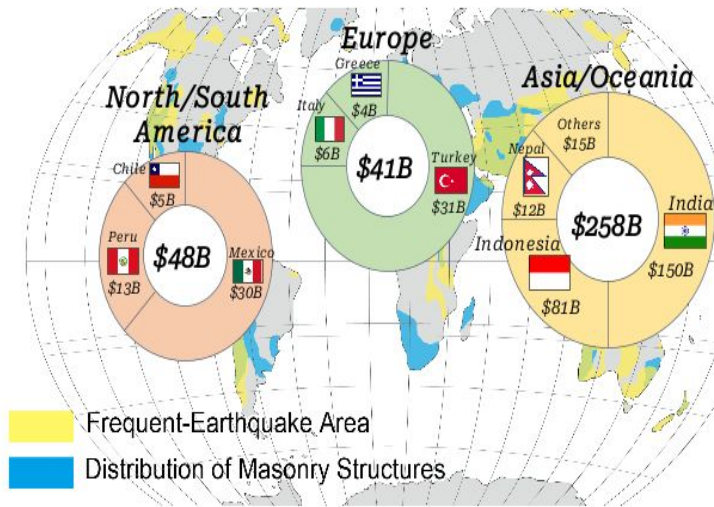 Europe
Greece
$4B
Italy
$6B
$41B
Turkey
$31B
North/South
America
Chile
$5B
Peru
$13B
$48B
Mexico
$30B
Asia/Oceania
Others
$15B
Nepal
$12B
$258B
India
$150B
Indonesia
$81B
Frequent-Earthquake Area
Distribution of Masonry Structures